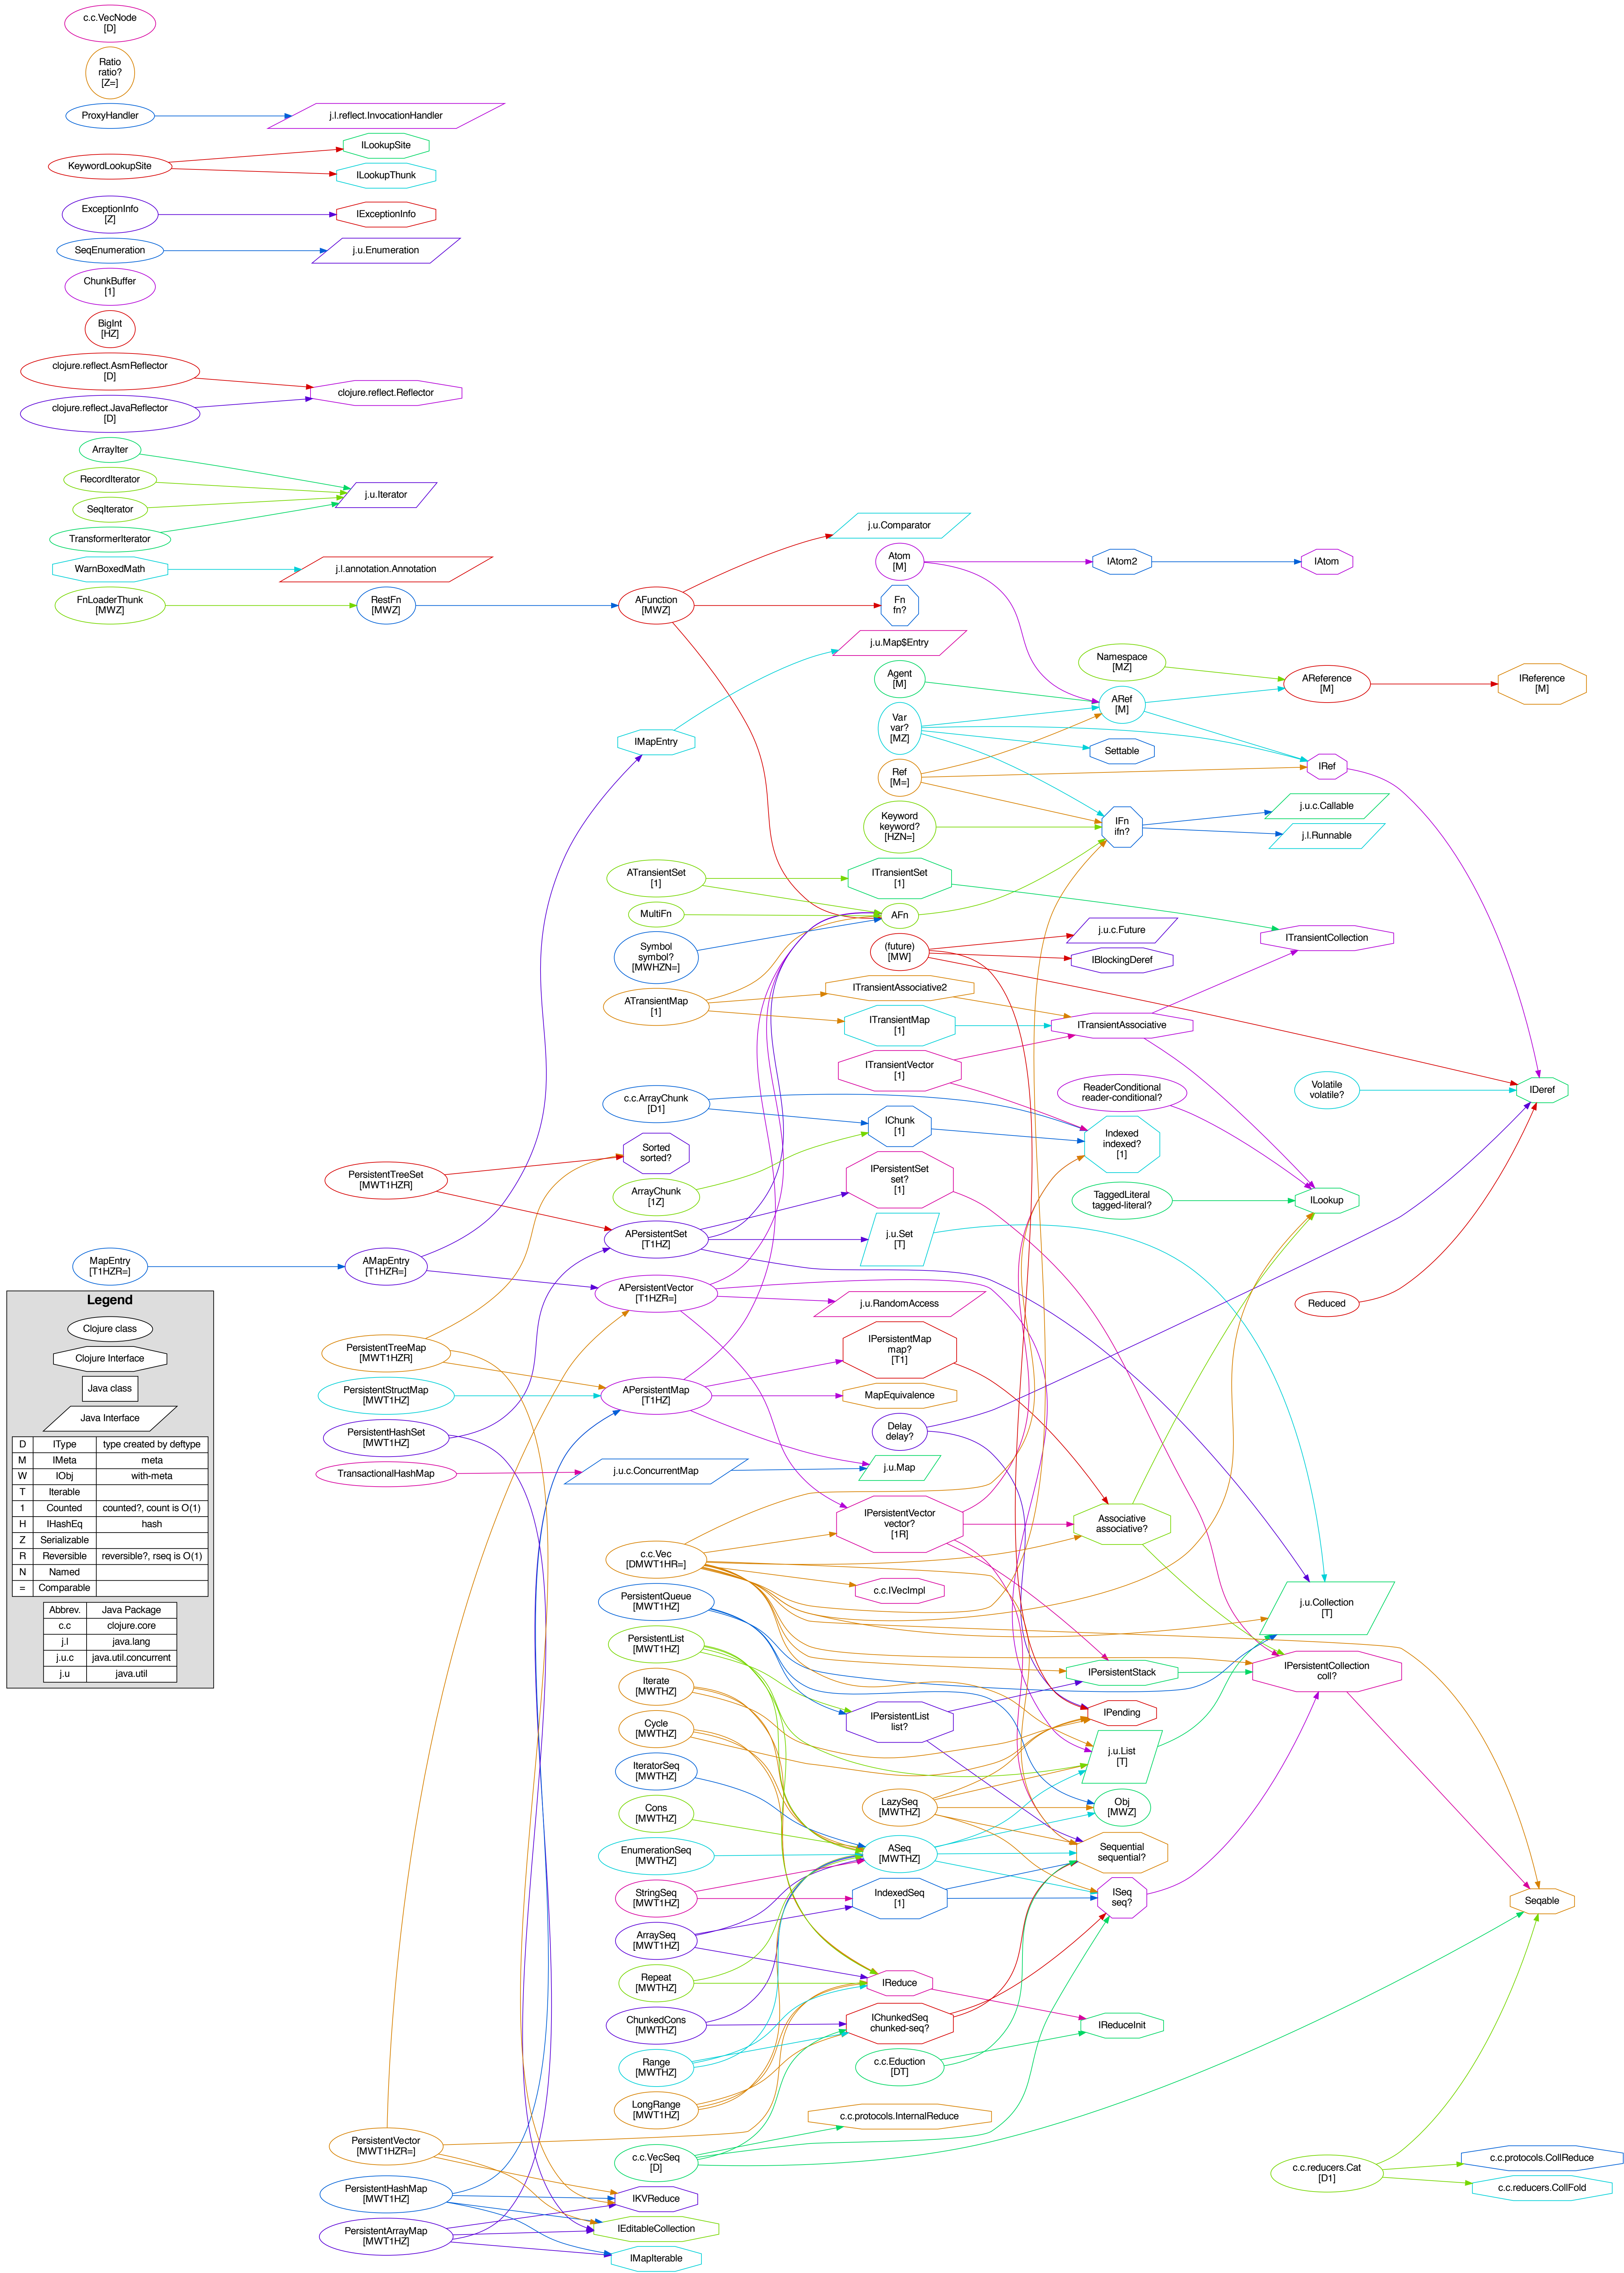 c.c.VecNode
[D]
Ratio
ratio?
[Z=]
ProxyHandler
j.l.reflect.InvocationHandler
KeywordLookupSite
ILookupSite
ILookupThunk
ExceptionInfo
[Z]
IExceptionInfo
SeqEnumeration
j.u.Enumeration
ChunkBuffer
[1]
BigInt
[HZ]
clojure.reflect.AsmReflector
[D]
clojure.reflect.Reflector
clojure.reflect.JavaReflector
[D]
ArrayIter
RecordIterator
j.u.Iterator
SeqIterator
TransformerIterator
WarnBoxedMath
j.l.annotation.Annotation
FnLoaderThunk
[MWZ]
RestFn
[MWZ]
AFunction
[MWZ]
j.u.Comparator
Atom
[M]
IAtom2
IAtom
Fn
fn?
j.u.Map$Entry
Namespace
[MZ]
Agent
[M]
AReference
[M]
IReference
[M]
ARef
[M]
Var
var?
[MZ]
IMapEntry
Settable
IRef
Ref
[M=]
j.u.c.Callable
Keyword
keyword?
[HZN=]
IFn
ifn?
j.l.Runnable
ATransientSet
[1]
ITransientSet
[1]
MultiFn
AFn
j.u.c.Future
ITransientCollection
Symbol
symbol?
[MWHZN=]
(future)
[MW]
IBlockingDeref
ITransientAssociative2
ATransientMap
[1]
ITransientMap
[1]
ITransientAssociative
ITransientVector
[1]
ReaderConditional
reader-conditional?
Volatile
volatile?
IDeref
c.c.ArrayChunk
[D1]
IChunk
[1]
Indexed
indexed?
[1]
Sorted
sorted?
PersistentTreeSet
[MWT1HZR]
ArrayChunk
[1Z]
IPersistentSet
set?
[1]
TaggedLiteral
tagged-literal?
ILookup
APersistentSet
[T1HZ]
j.u.Set
[T]
MapEntry
[T1HZR=]
AMapEntry
[T1HZR=]
APersistentVector
[T1HZR=]
j.u.RandomAccess
Reduced
PersistentTreeMap
[MWT1HZR]
IPersistentMap
map?
[T1]
PersistentStructMap
[MWT1HZ]
APersistentMap
[T1HZ]
MapEquivalence
PersistentHashSet
[MWT1HZ]
Delay
delay?
TransactionalHashMap
j.u.c.ConcurrentMap
j.u.Map
IPersistentVector
vector?
[1R]
Associative
associative?
c.c.Vec
[DMWT1HR=]
c.c.IVecImpl
PersistentQueue
[MWT1HZ]
j.u.Collection
[T]
PersistentList
[MWT1HZ]
IPersistentStack
IPersistentCollection
coll?
Iterate
[MWTHZ]
IPersistentList
list?
IPending
Cycle
[MWTHZ]
j.u.List
[T]
IteratorSeq
[MWTHZ]
LazySeq
[MWTHZ]
Obj
[MWZ]
Cons
[MWTHZ]
EnumerationSeq
[MWTHZ]
ASeq
[MWTHZ]
Sequential
sequential?
StringSeq
[MWT1HZ]
IndexedSeq
[1]
ISeq
seq?
Seqable
ArraySeq
[MWT1HZ]
Repeat
[MWTHZ]
IReduce
ChunkedCons
[MWTHZ]
IChunkedSeq
chunked-seq?
IReduceInit
Range
[MWTHZ]
c.c.Eduction
[DT]
LongRange
[MWT1HZ]
c.c.protocols.InternalReduce
PersistentVector
[MWT1HZR=]
c.c.VecSeq
[D]
c.c.reducers.Cat
[D1]
c.c.protocols.CollReduce
c.c.reducers.CollFold
PersistentHashMap
[MWT1HZ]
IKVReduce
PersistentArrayMap
[MWT1HZ]
IEditableCollection
IMapIterable
Legend
Clojure class
Clojure Interface
Java class
Java Interface
D IType type created by deftype
M IMeta meta
W IObj with-meta
T Iterable
1 Counted counted?, count is O(1)
H IHashEq hash
Z Serializable
R Reversible reversible?, rseq is O(1)
N Named
= Comparable
Abbrev. Java Package
c.c clojure.core
j.l java.lang
j.u.c java.util.concurrent
j.u java.util